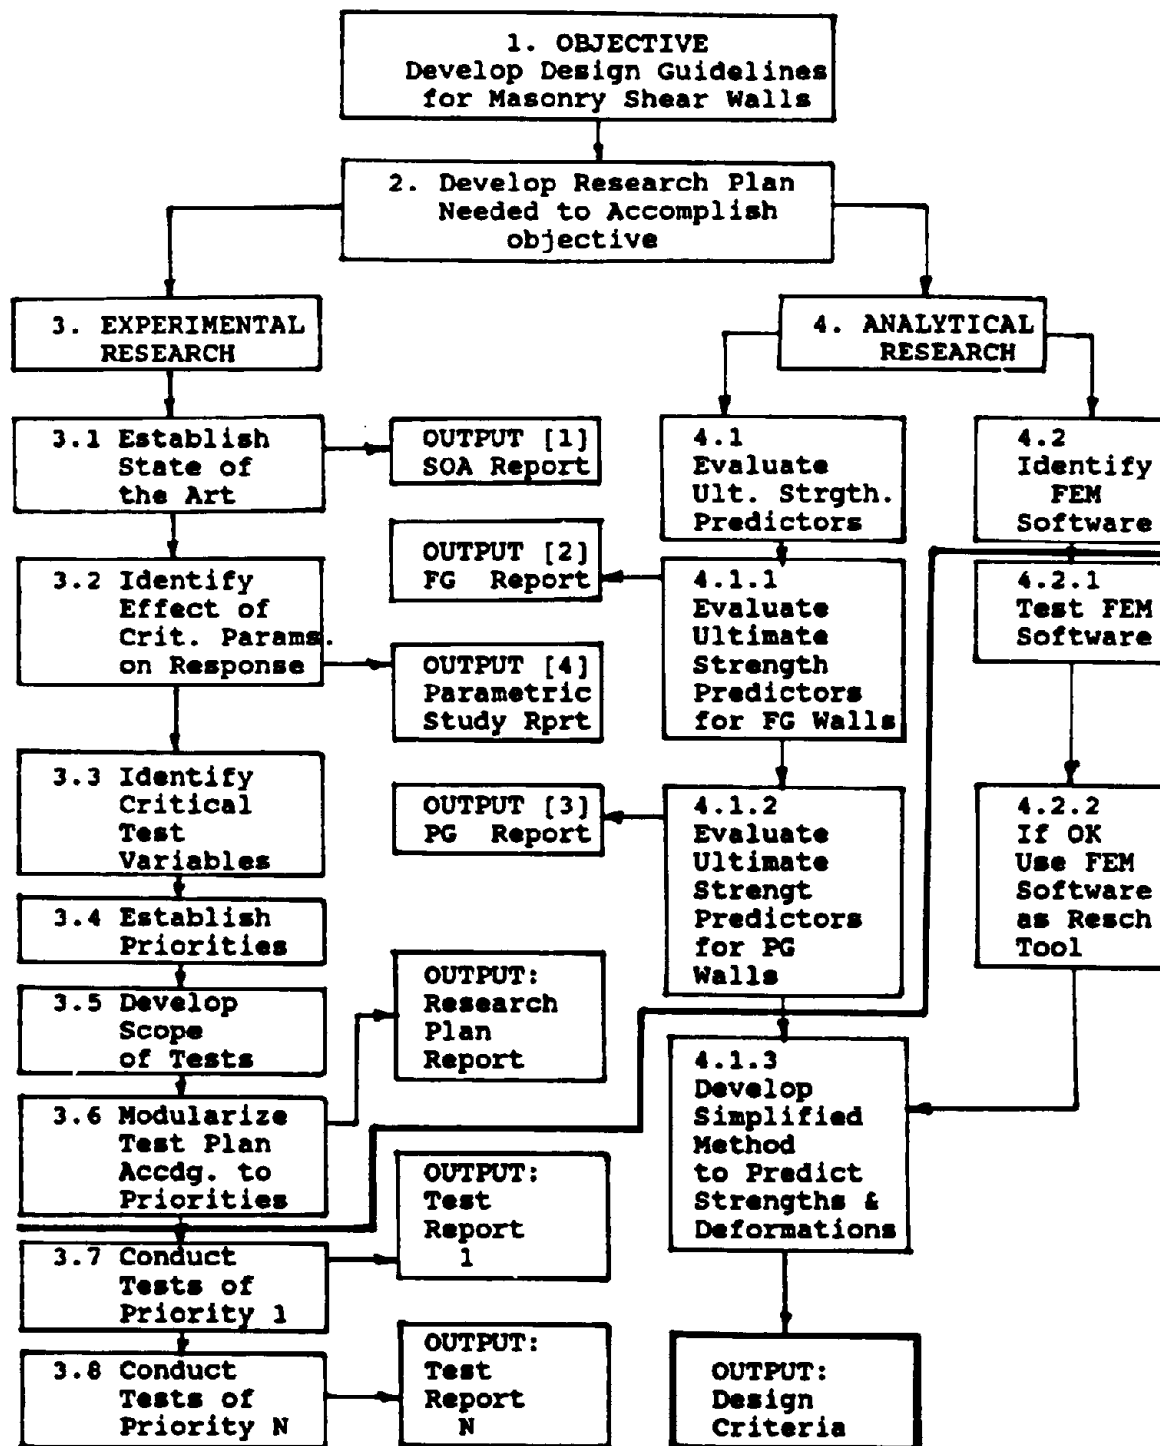 1. OBJECTIVE
Develop Design Guidelines
for Masonry Shear Walls
2. Develop Research Plan
Needed to Accomplish
objective
3. EXPERIMENTAL
RESEARCH
4. ANALYTICAL
RESEARCH
3.1 Establish
State of
the Art
OUTPUT [1]
SOA Report
4.1
Evaluate
Ult. Strgth.
Predictors
4.2
Identify
FEM
Software
OUTPUT [2]
FG Report
3.2 Identify
Effect of
Crit. Params.
on Response
4.1.1
Evaluate
Ultimate
Strength
Predictors
for FG Walls
4.2.1
Test FEM
Software
OUTPUT [4]
Parametric
Study Rprt
3.3 Identify
Critical
Test
Variables
OUTPUT [3]
PG Report
4.1.2
Evaluate
Ultimate
Strengt
Predictors
for PG
Walls
4.2.2
If OK
Use FEM
Software
as Resch
Tool
3.4 Establish
Priorities
3.5 Develop
Scope
of Tests
OUTPUT:
Research
Plan
Report
3.6 Modularize
Test Plan
Accdg. to
Priorities
4.1.3
Develop
Simplified
Method
to Predict
Strengths &
Deformations
OUTPUT:
Test
Report
1
3.7 Conduct
Tests of
Priority 1
3.8 Conduct
Tests of
Priority N
OUTPUT:
Test
Report
N
OUTPUT:
Design
Criteria